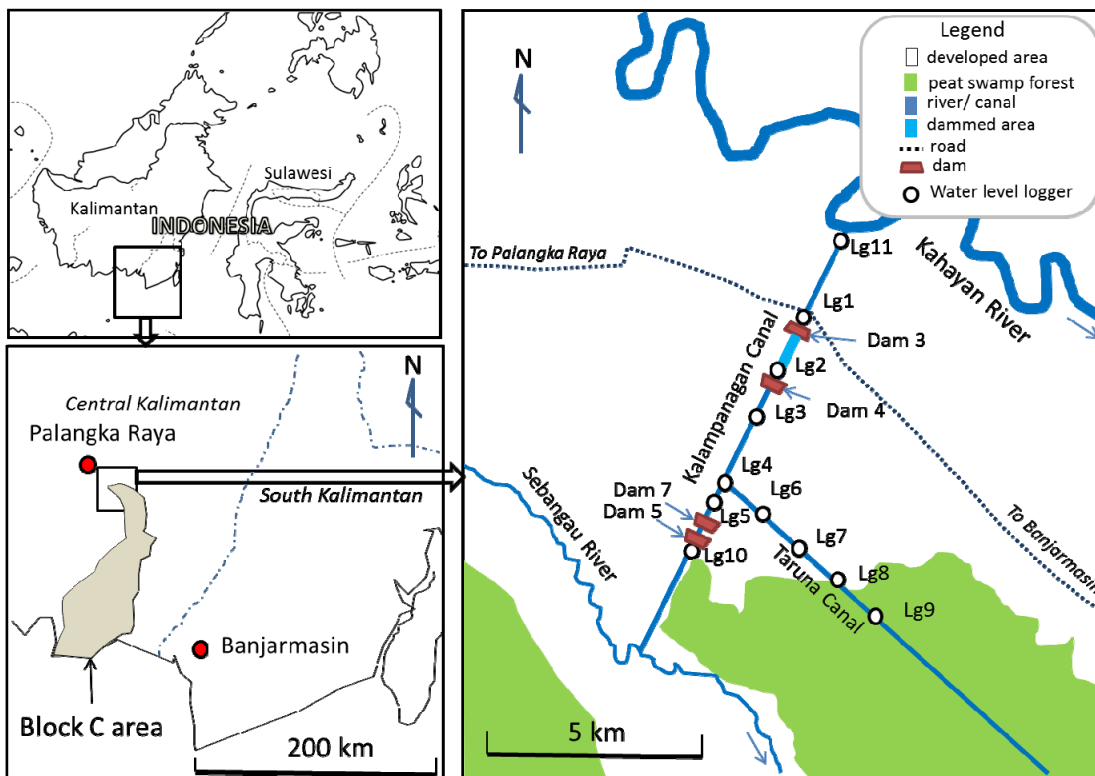 Kalimantan
Sulawesi
INDONESIA
N
Central Kalimantan
Palangka Raya
South Kalimantan
Banjarmasin
Block C area
200 km
N
Legend
developed area
peat swamp forest
river/ canal
dammed area
road
dam
Water level logger
To Palangka Raya
Lg11
Kahayan River
Lg1
Dam 3
Kalampanagan Canal
Lg2
Dam 4
Lg3
Lg4
Sebangau River
Dam 7
Lg6
Dam 5
Lg5
To Banjarmasin
Lg7
Lg10
Taruna Canal
Lg8
Lg9
5 km